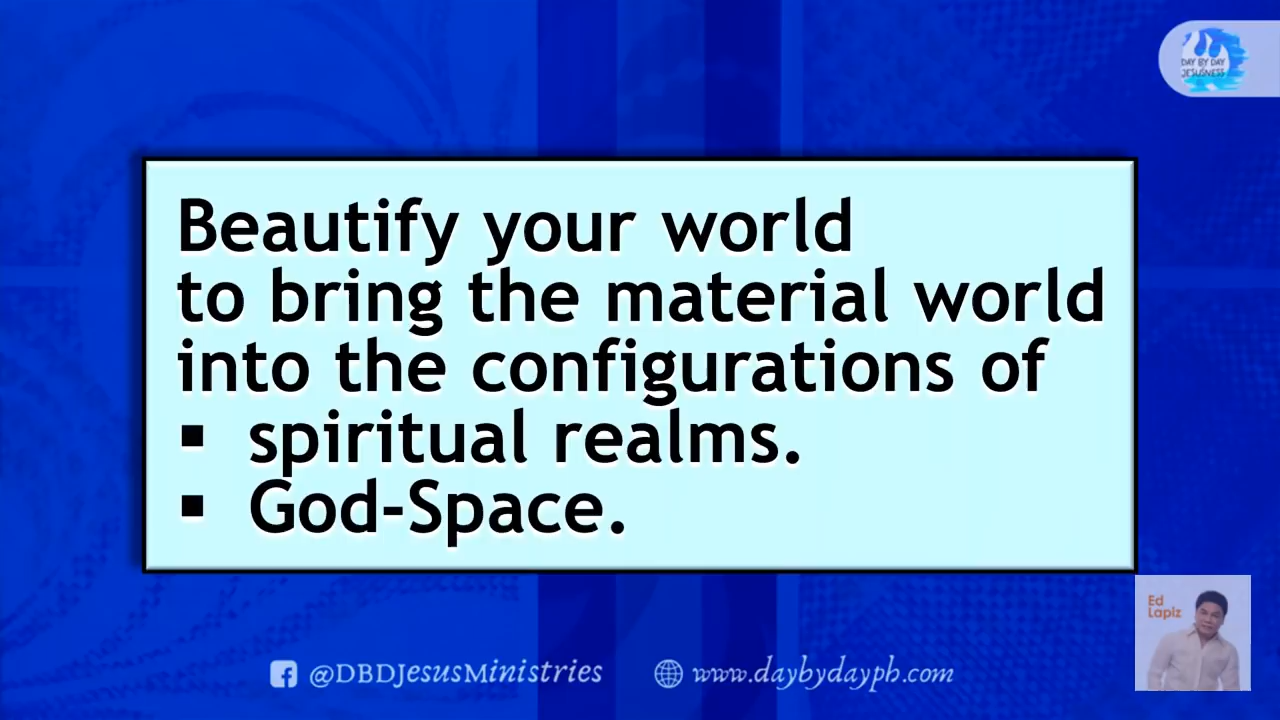 DAY BY DAY
JESUSNESS
Beautify your world
to bring the material world
into the configurations of
▪ spiritual realms.
▪ God-Space.
Ed
Lapiz
@DBDJesusMinistries
www.daybydayph.com